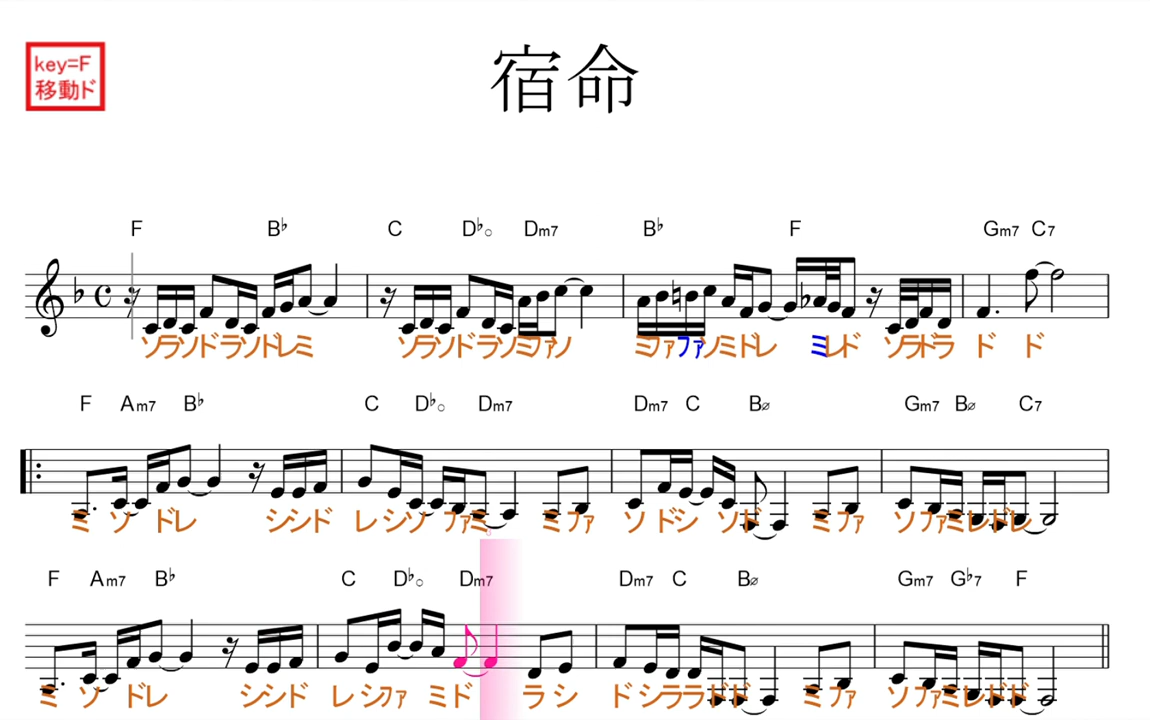 key=F
移動ド
宿命
F B♭ C D♭○ Dm7 B♭ F Gm7 C7
ソラソドラソドレミ ソラソドラソミファソ ミファファソミドレ ミレド ソラドラ ド ド
F Am7 B♭ C D♭○ Dm7 Dm7 C B∅ Gm7 B∅ C7
ミ ソ ドレ シシド レシソ ファミ ミファ ソドシ ソド ミファ ソファミレドレ
F Am7 B♭ C D♭○ Dm7 Dm7 C B∅ Gm7 G♭7 F
ミ ソ ドレ シシド レシファ ミド ラシ ドシララドド ミファ ソファミレドド